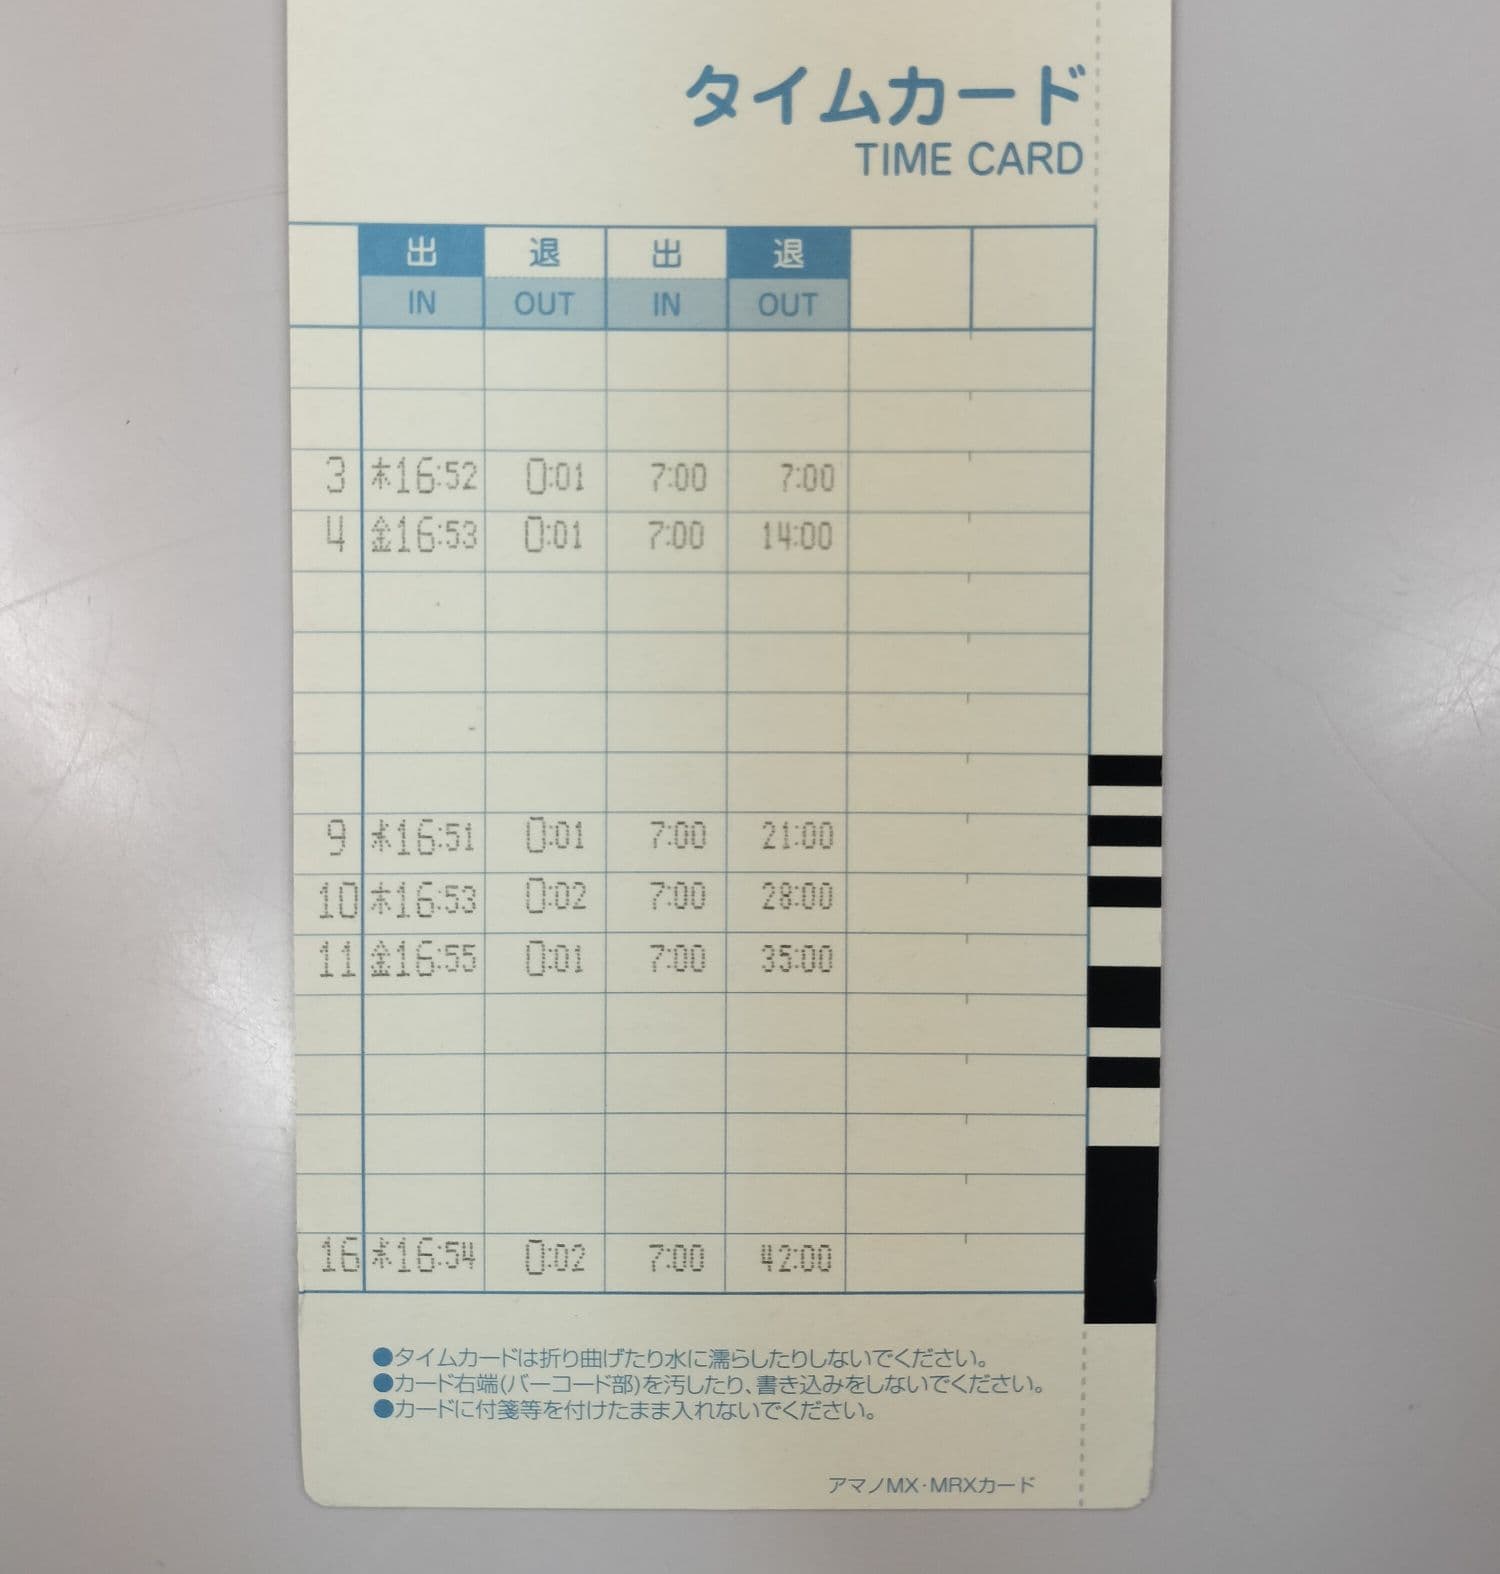 タイムカード
TIME CARD
出 退 出 退
IN OUT IN OUT
3 木16:52 0:01 7:00 7:00
4 金16:53 0:01 7:00 14:00
9 水16:51 0:01 7:00 21:00
10 木16:53 0:02 7:00 28:00
11 金16:55 0:01 7:00 35:00
16 水16:54 0:02 7:00 42:00
●タイムカードは折り曲げたり水に濡らしたりしないでください。
●カード右端(バーコード部)を汚したり、書き込みをしないでください。
●カードに付箋等を付けたまま入れないでください。
アマノMX・MRXカード